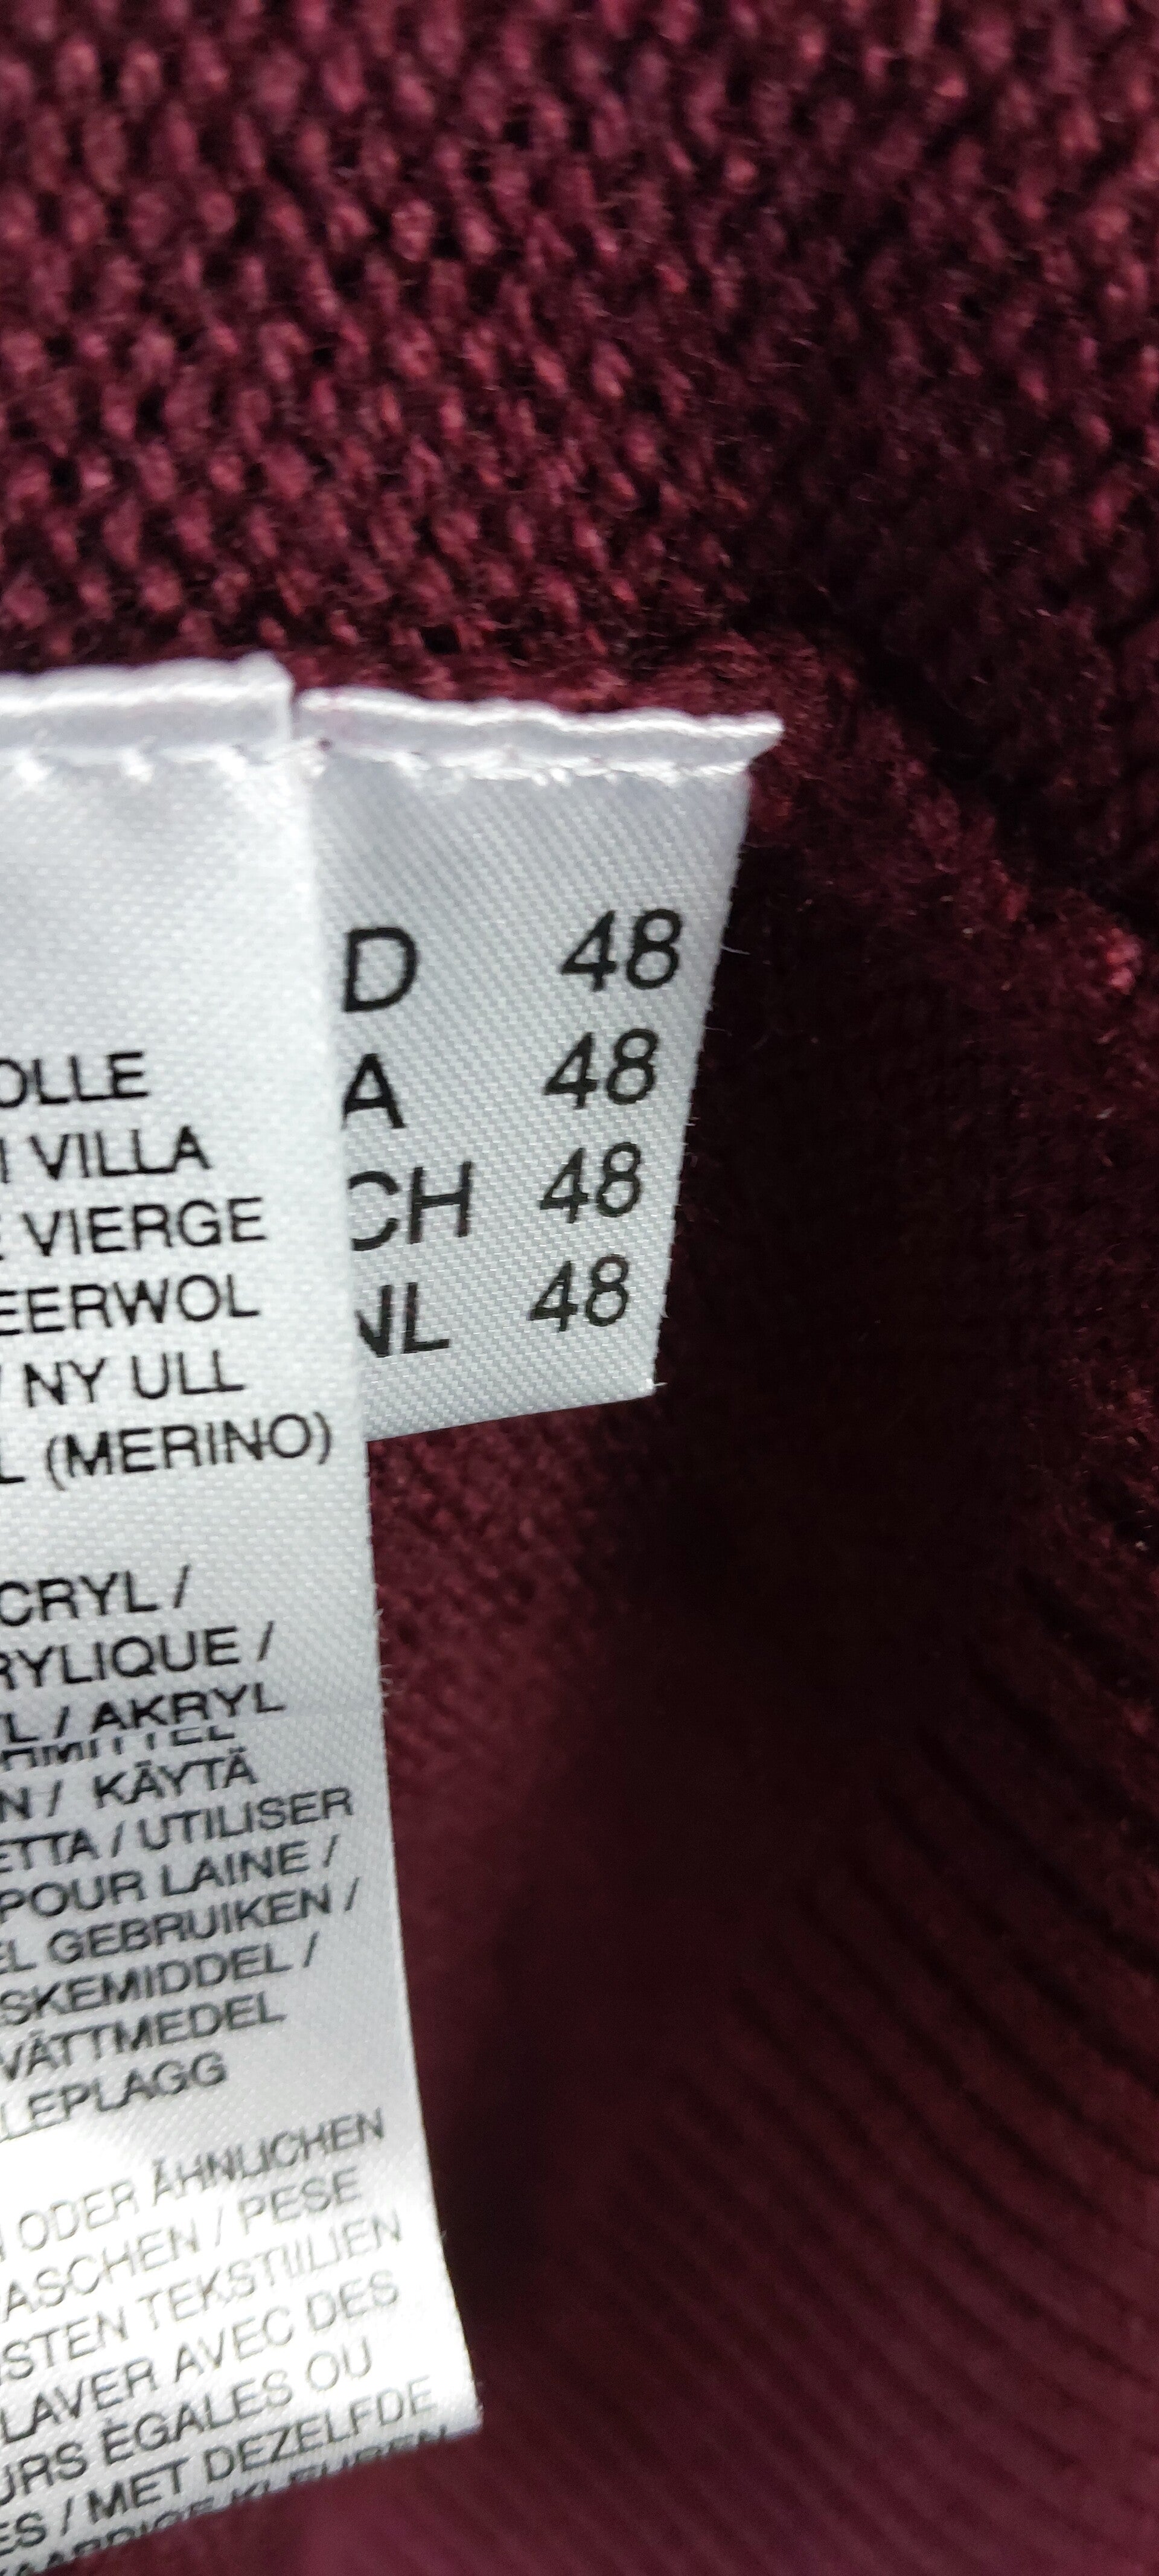 D 48
A 48
CH 48
NL 48
OLLE
VILLA
VIERGE
EERWOL
/ NY ULL
L (MERINO)
CRYL /
RYLIQUE /
L / AKRYL
N / KÄYTÄ
ETTA / UTILISER
POUR LAINE /
EL GEBRUIKEN /
SKEMIDDEL /
VÄTTMEDEL
LEPLAGG
ODER ÄHNLICHEN
ASCHEN / PESE
STEN TEKSTIILIEN
LAVER AVEC DES
URS ÉGALES OU
ES / MET DEZELFDE